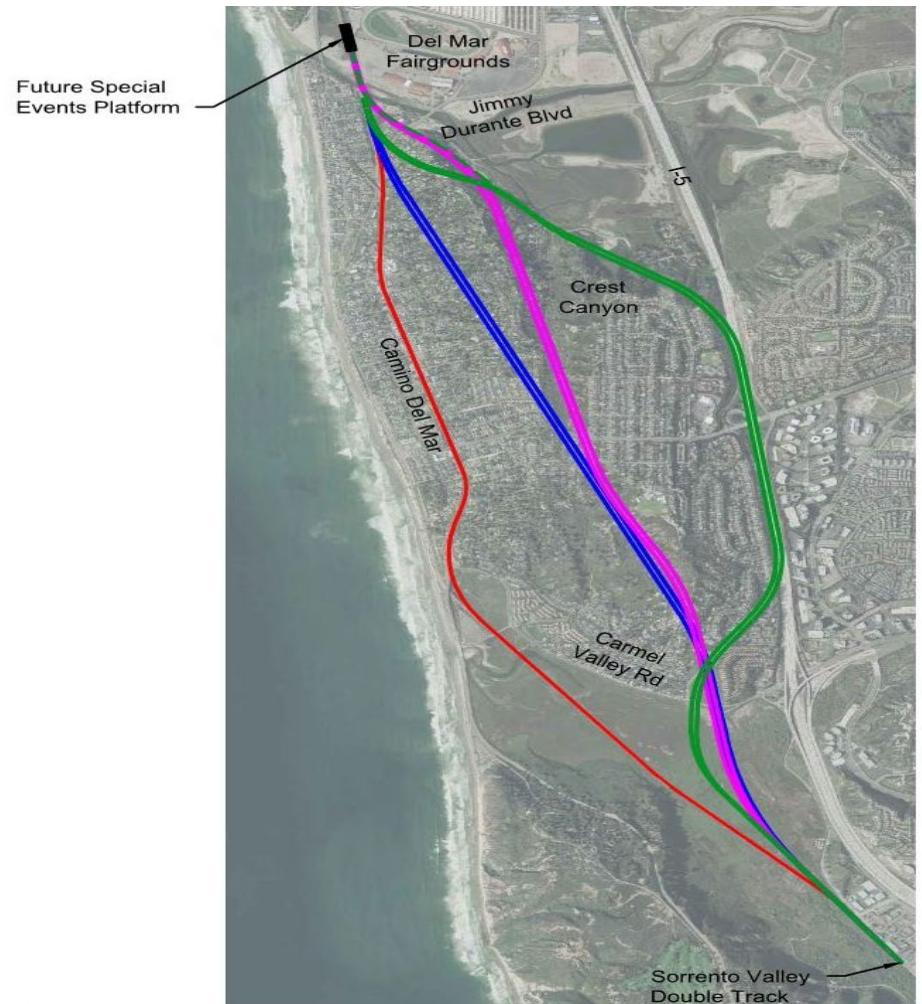 Del Mar
Fairgrounds
Future Special
Events Platform
Jimmy
Durante Blvd
I-5
Crest
Canyon
Camino Del Mar
Carmel
Valley Rd
Sorrento Valley
Double Track